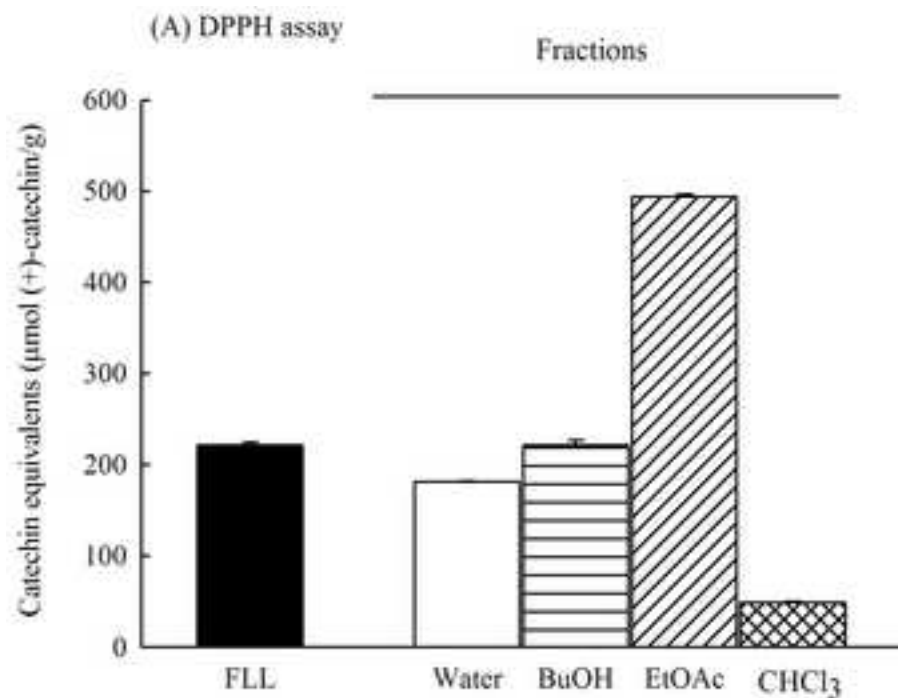 (A) DPPH assay
Fractions
Catechin equivalents (μmol (+)-catechin/g)
600
500
400
300
200
100
0
FLL Water BuOH EtOAc CHCl₃